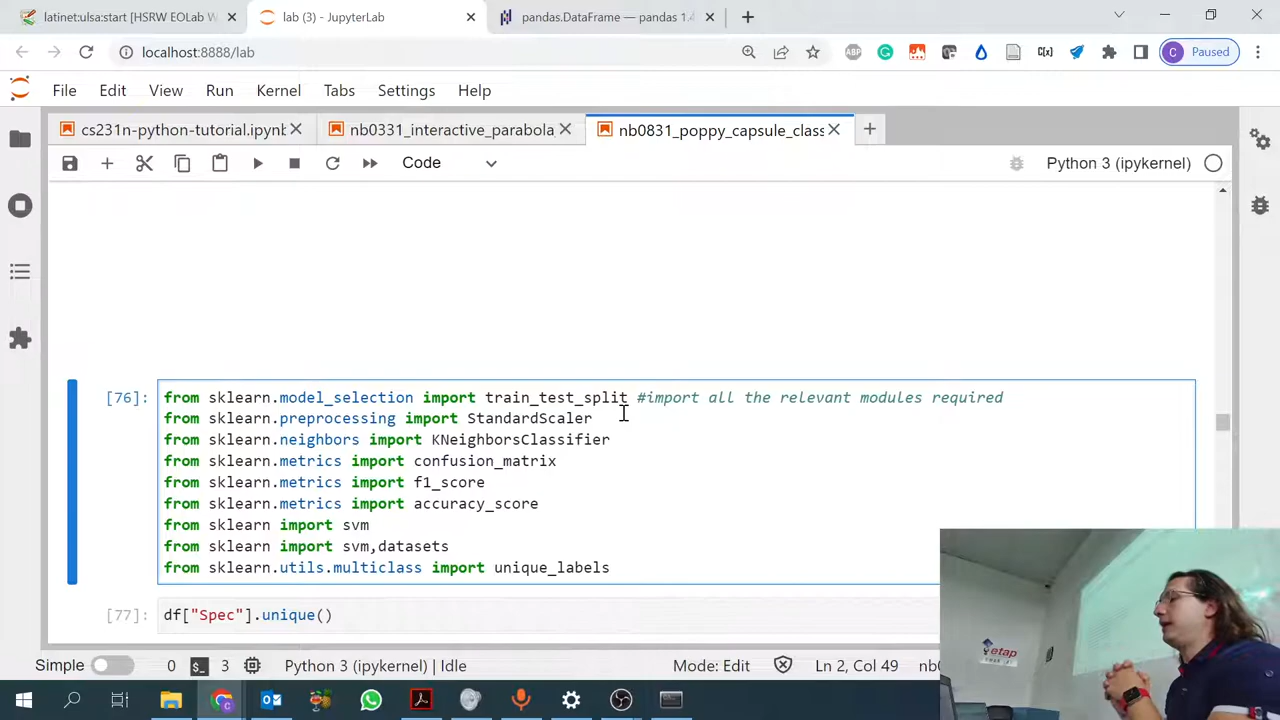 latinet:ulsa:start [HSRW EOLab W
lab (3) - JupyterLab
pandas.DataFrame — pandas 1.4
localhost:8888/lab
ABP
C(x)
C
Paused
File Edit View Run Kernel Tabs Settings Help
cs231n-python-tutorial.ipynb
nb0331_interactive_parabola
nb0831_poppy_capsule_class
Code
Python 3 (ipykernel)
[76]:
from sklearn.model_selection import train_test_split #import all the relevant modules required
from sklearn.preprocessing import StandardScaler
from sklearn.neighbors import KNeighborsClassifier
from sklearn.metrics import confusion_matrix
from sklearn.metrics import f1_score
from sklearn.metrics import accuracy_score
from sklearn import svm
from sklearn import svm,datasets
from sklearn.utils.multiclass import unique_labels
[77]:
df["Spec"].unique()
etap
Simple 0 3 Python 3 (ipykernel) | Idle Mode: Edit Ln 2, Col 49